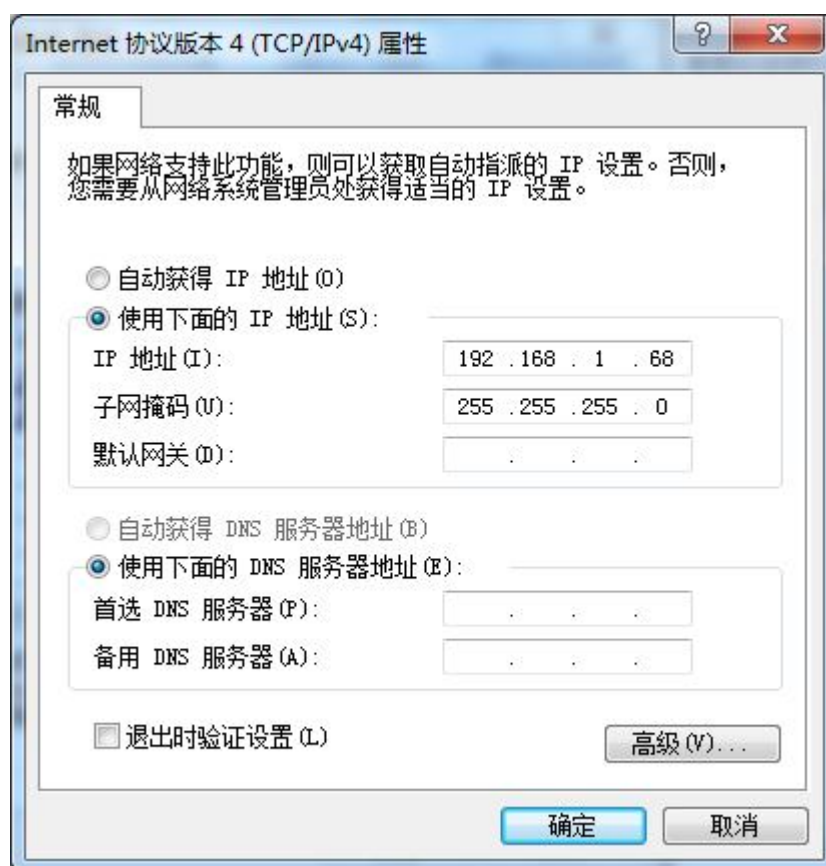 Internet 协议版本 4 (TCP/IPv4) 属性
常规
如果网络支持此功能，则可以获取自动指派的 IP 设置。否则，
您需要从网络系统管理员处获得适当的 IP 设置。
自动获得 IP 地址(O)
使用下面的 IP 地址(S):
IP 地址(I): 192 .168 . 1 . 68
子网掩码(U): 255 .255 .255 . 0
默认网关(D): . . .
自动获得 DNS 服务器地址(B)
使用下面的 DNS 服务器地址(E):
首选 DNS 服务器(P): . . .
备用 DNS 服务器(A): . . .
退出时验证设置(L)
高级(V)...
确定 取消